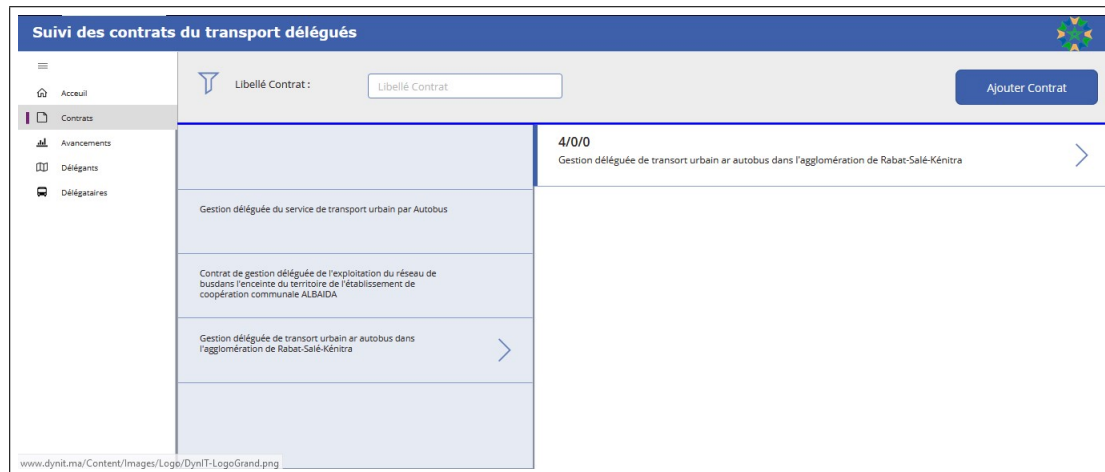 Suivi des contrats du transport délégués
Acceuil
Contrats
Avancements
Délégants
Délégataires
Libellé Contrat :
Libellé Contrat
Ajouter Contrat
Gestion déléguée du service de transport urbain par Autobus
Contrat de gestion déléguée de l'exploitation du réseau de
busdans l'enceinte du territoire de l'établissement de
coopération communale ALBAIDA
Gestion déléguée de transort urbain ar autobus dans
l'agglomération de Rabat-Salé-Kénitra
4/0/0
Gestion déléguée de transort urbain ar autobus dans l'agglomération de Rabat-Salé-Kénitra
www.dynit.ma/Content/Images/Logo/DynIT-LogoGrand.png